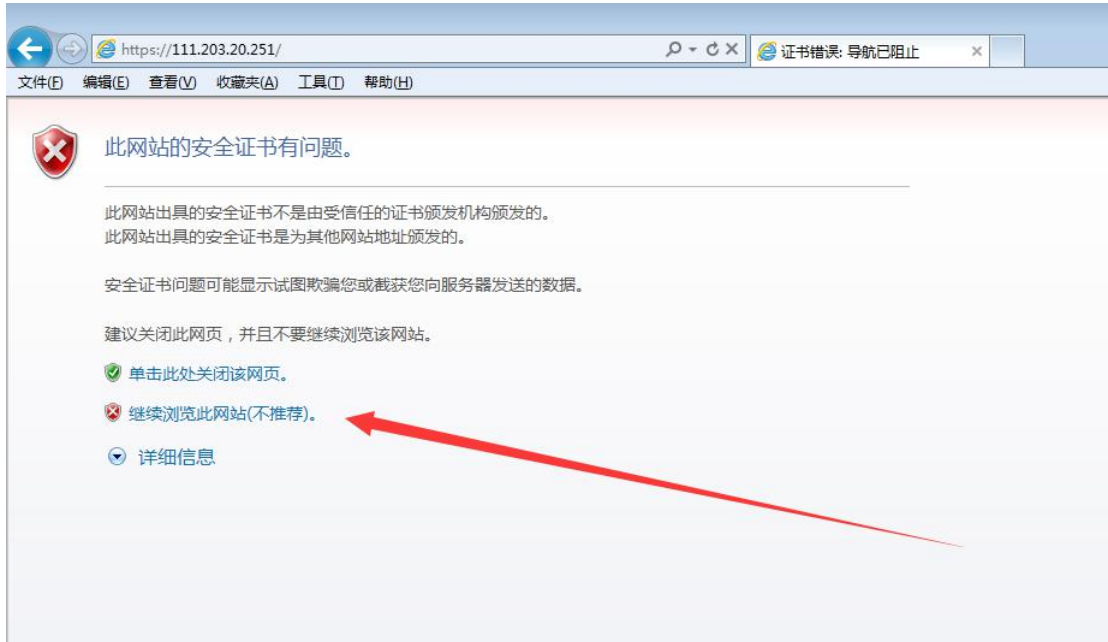 https://111.203.20.251/
证书错误: 导航已阻止
文件(F) 编辑(E) 查看(V) 收藏夹(A) 工具(T) 帮助(H)
此网站的安全证书有问题。
此网站出具的安全证书不是由受信任的证书颁发机构颁发的。
此网站出具的安全证书是为其他网站地址颁发的。
安全证书问题可能显示试图欺骗您或截获您向服务器发送的数据。
建议关闭此网页，并且不要继续浏览该网站。
单击此处关闭该网页。
继续浏览此网站(不推荐)。
详细信息